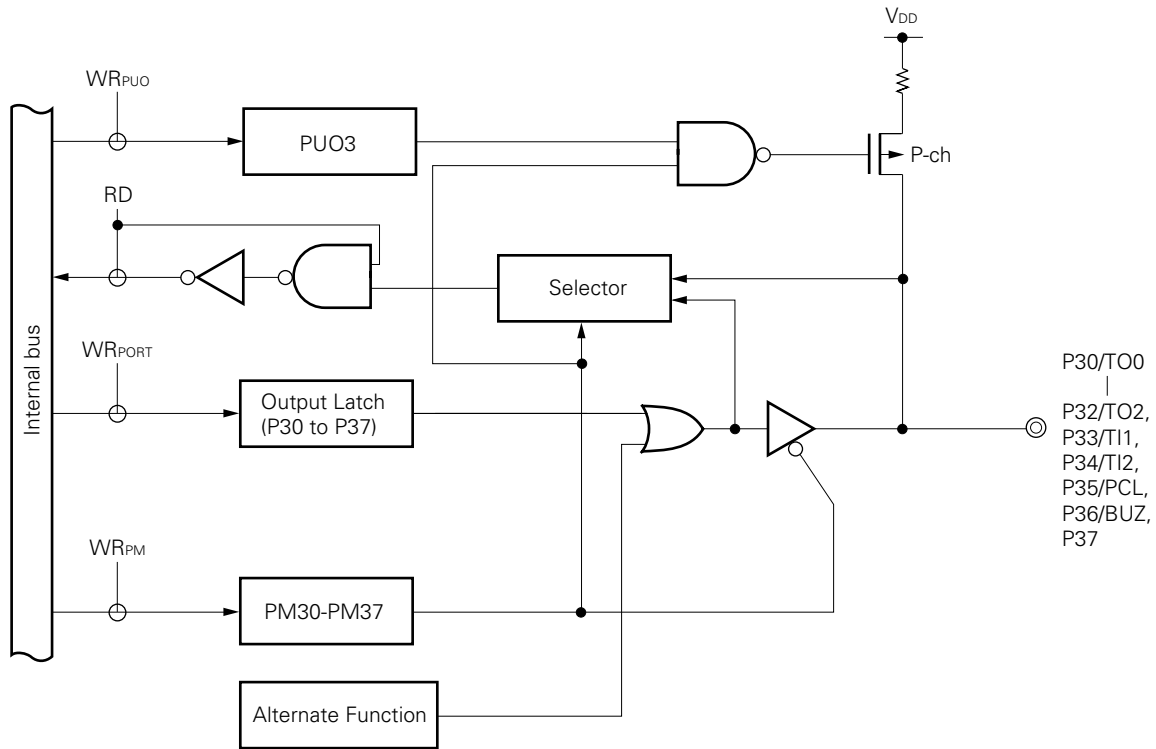 VDD
WRPUO
PUO3
P-ch
RD
Selector
Internal bus
WRPORT
Output Latch
(P30 to P37)
P30/TO0
P32/TO2,
P33/TI1,
P34/TI2,
P35/PCL,
P36/BUZ,
P37
WRPM
PM30-PM37
Alternate Function